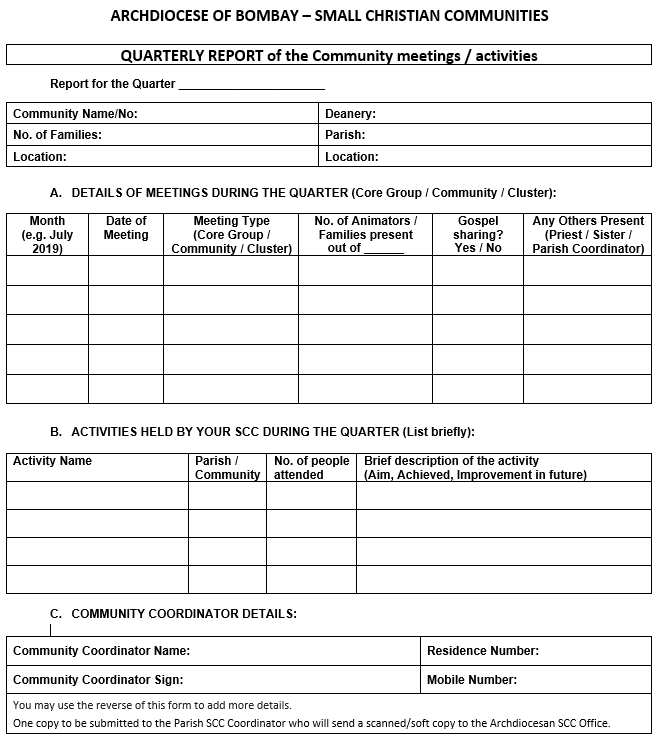 ARCHDIOCESE OF BOMBAY – SMALL CHRISTIAN COMMUNITIES
QUARTERLY REPORT of the Community meetings / activities
Report for the Quarter ______________________
Community Name/No: Deanery:
No. of Families: Parish:
Location: Location:
A. DETAILS OF MEETINGS DURING THE QUARTER (Core Group / Community / Cluster):
Month Date of Meeting Type No. of Animators / Gospel Any Others Present
(e.g. July Meeting (Core Group / Families present sharing? (Priest / Sister /
2019) Community / Cluster) out of ______ Yes / No Parish Coordinator)
B. ACTIVITIES HELD BY YOUR SCC DURING THE QUARTER (List briefly):
Activity Name Parish / No. of people Brief description of the activity
Community attended (Aim, Achieved, Improvement in future)
C. COMMUNITY COORDINATOR DETAILS:
Community Coordinator Name: Residence Number:
Community Coordinator Sign: Mobile Number:
You may use the reverse of this form to add more details.
One copy to be submitted to the Parish SCC Coordinator who will send a scanned/soft copy to the Archdiocesan SCC Office.